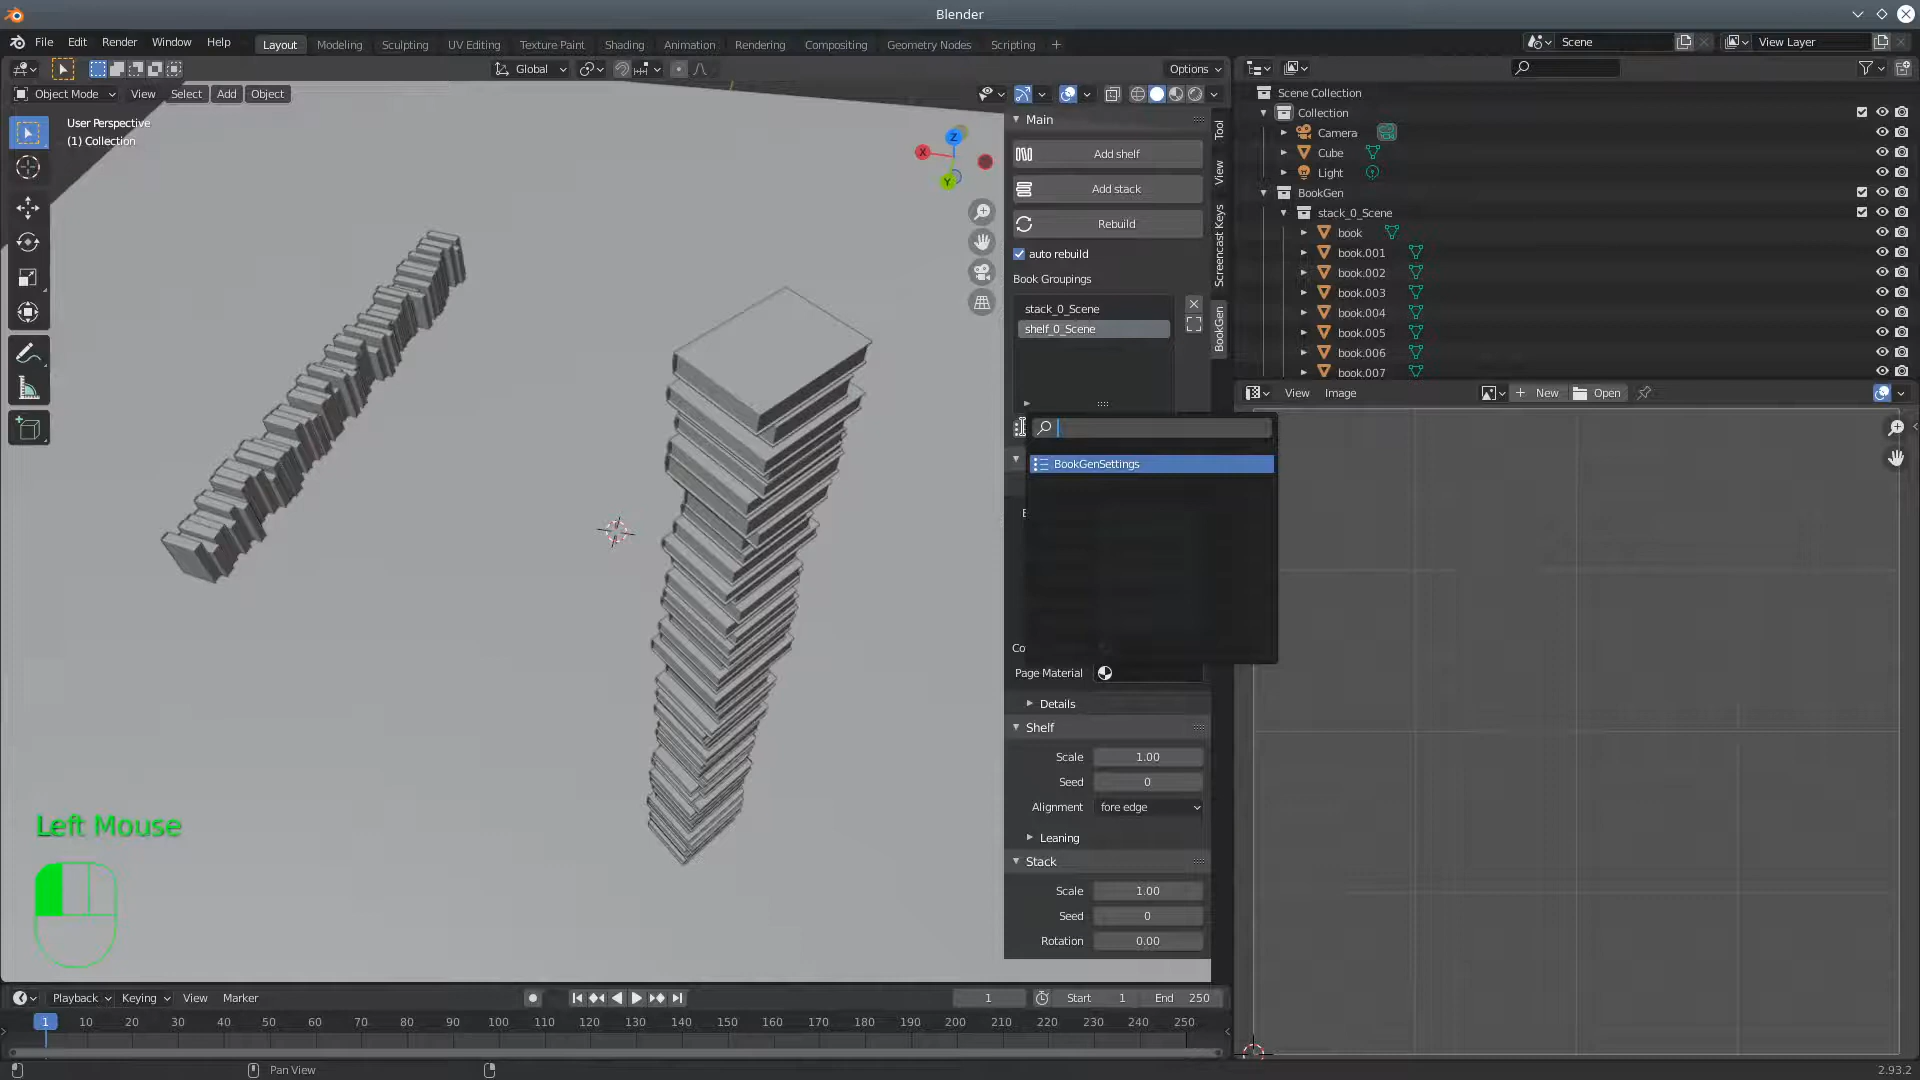 Blender
File Edit Render Window Help
Layout Modeling Sculpting UV Editing Texture Paint Shading Animation Rendering Compositing Geometry Nodes Scripting +
Scene
View Layer
Global
Options
Object Mode View Select Add Object
User Perspective
(1) Collection
X
Y
Z
Main
Add shelf
Add stack
Rebuild
auto rebuild
Book Groupings
stack_0_Scene
shelf_0_Scene
BookGenSettings
Co
Page Material
Details
Shelf
Scale 1.00
Seed 0
Alignment fore edge
Leaning
Stack
Scale 1.00
Seed 0
Rotation 0.00
Tool
View
Screencast Keys
BookGen
Scene Collection
Collection
Camera
Cube
Light
BookGen
stack_0_Scene
book
book.001
book.002
book.003
book.004
book.005
book.006
book.007
View Image
New
Open
Left Mouse
Playback Keying View Marker
1
Start 1
End 250
1 10 20 30 40 50 60 70 80 90 100 110 120 130 140 150 160 170 180 190 200 210 220 230 240 250
Pan View
2.93.2